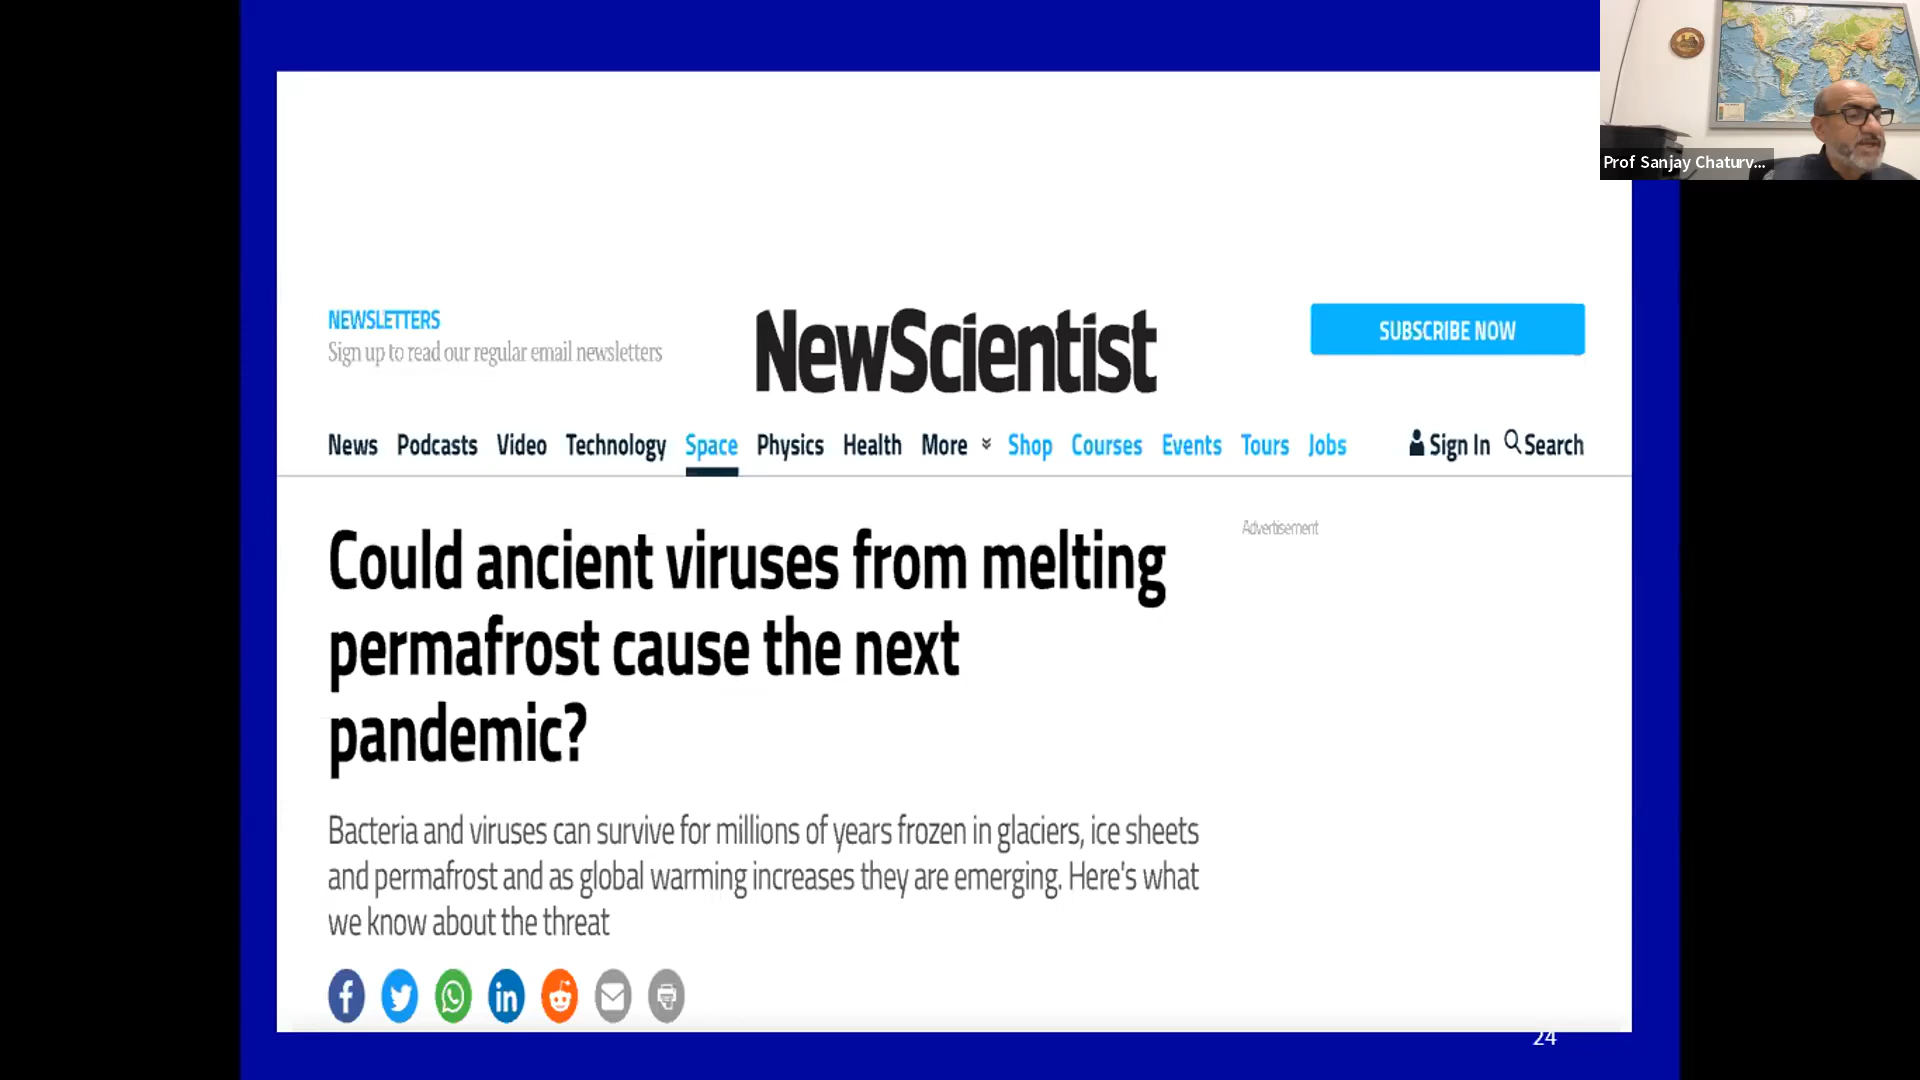 Prof Sanjay Chaturv...
NEWSLETTERS
Sign up to read our regular email newsletters
NewScientist
SUBSCRIBE NOW
News Podcasts Video Technology Space Physics Health More Shop Courses Events Tours Jobs Sign In Search
Advertisement
Could ancient viruses from melting
permafrost cause the next
pandemic?
Bacteria and viruses can survive for millions of years frozen in glaciers, ice sheets
and permafrost and as global warming increases they are emerging. Here's what
we know about the threat
24